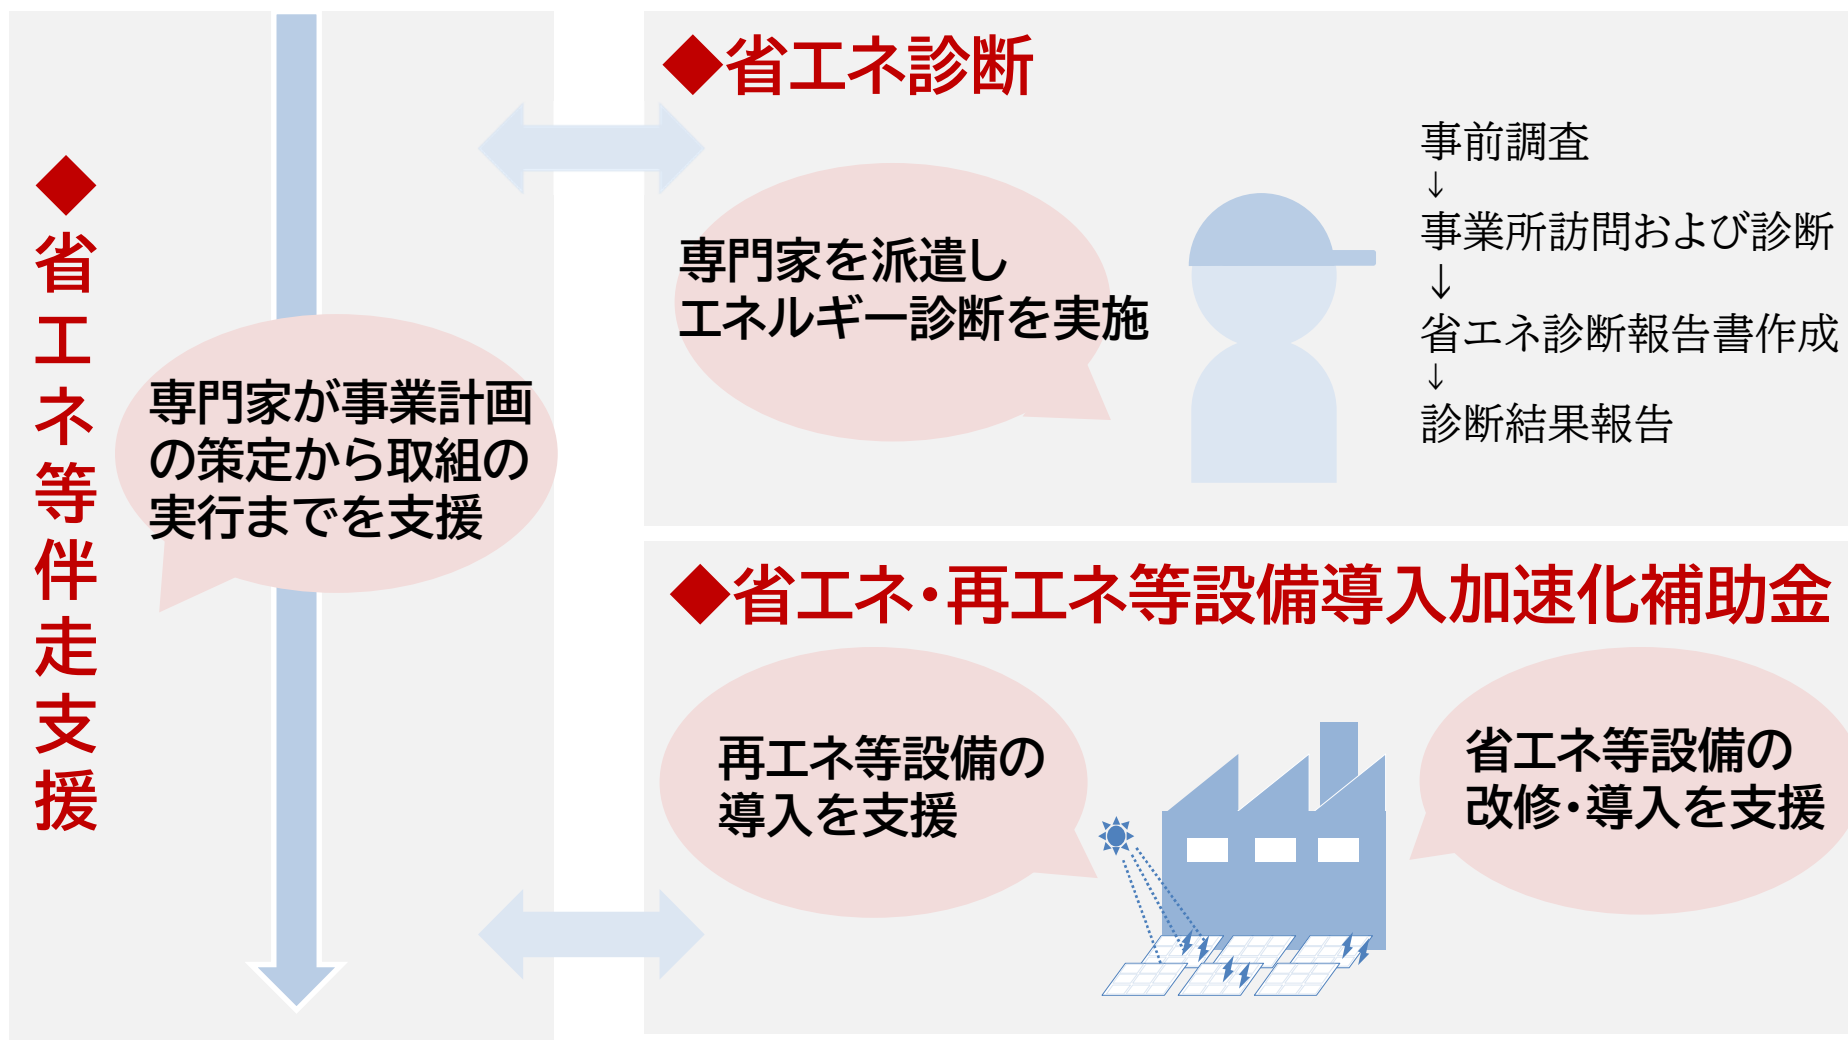 ◆省エネ等伴走支援
専門家が事業計画
の策定から取組の
実行までを支援
◆省エネ診断
専門家を派遣し
エネルギー診断を実施
事前調査
↓
事業所訪問および診断
↓
省エネ診断報告書作成
↓
診断結果報告
◆省エネ・再エネ等設備導入加速化補助金
再エネ等設備の
導入を支援
省エネ等設備の
改修・導入を支援